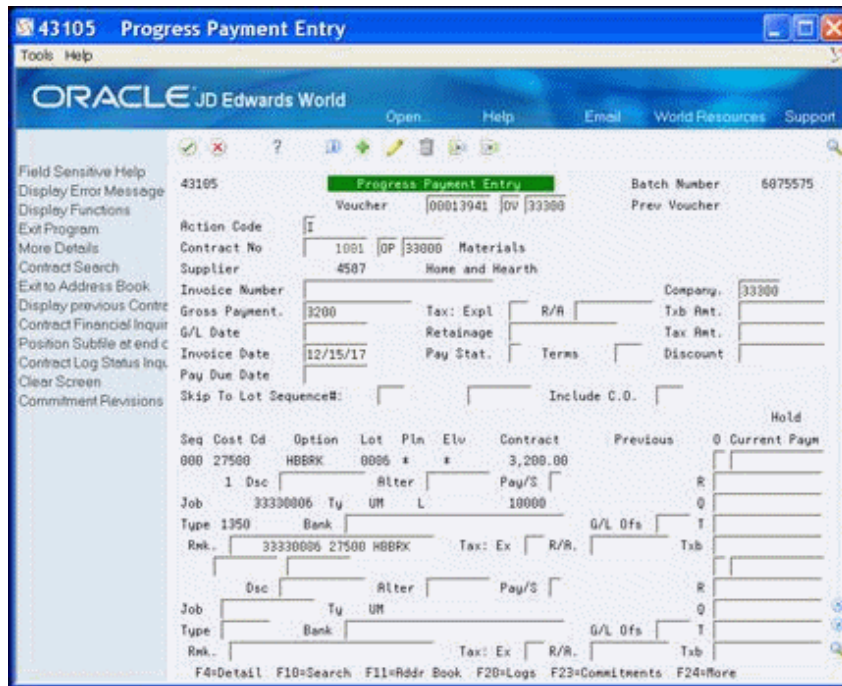 43105 Progress Payment Entry
Tools Help
ORACLE JD Edwards World
Open.. Help Email World Resources Support
Field Sensitive Help
Display Error Message
Display Functions
Exit Program
More Details
Contract Search
Exit to Address Book
Display previous Contra
Contract Financial Inquir
Position Subfile at end c
Contract Log Status Inqu
Clear Screen
Commitment Revisions
43105 Progress Payment Entry Batch Number 6075575
Voucher 00013941 OV 33300 Prev Voucher
Action Code I
Contract No 1001 OP 33000 Materials
Supplier 4507 Home and Hearth
Invoice Number Company. 33300
Gross Payment. 3200 Tax: Expl R/A Txb Amt.
G/L Date Retainage Tax Amt.
Invoice Date 12/15/17 Pay Stat. Terms Discount
Pay Due Date
Skip To Lot Sequence#: Include C.O.
Hold
Seq Cost Cd Option Lot Pln Elv Contract Previous O Current Paym
000 27500 HBBRK 0006 * * 3,200.00
1 Dsc Alter Pay/S R
Job 33330006 Ty UM L 10000 O
Type 1350 Bank G/L Ofs T
Rmk. 33330006 27500 HBBRK Tax: Ex R/R. Txb
Dsc Alter Pay/S R
Job Ty UM O
Type Bank G/L Ofs T
Rmk. Tax: Ex R/R. Txb
F4=Detail F10=Search F11=Addr Book F20=Logs F23=Commitments F24=More